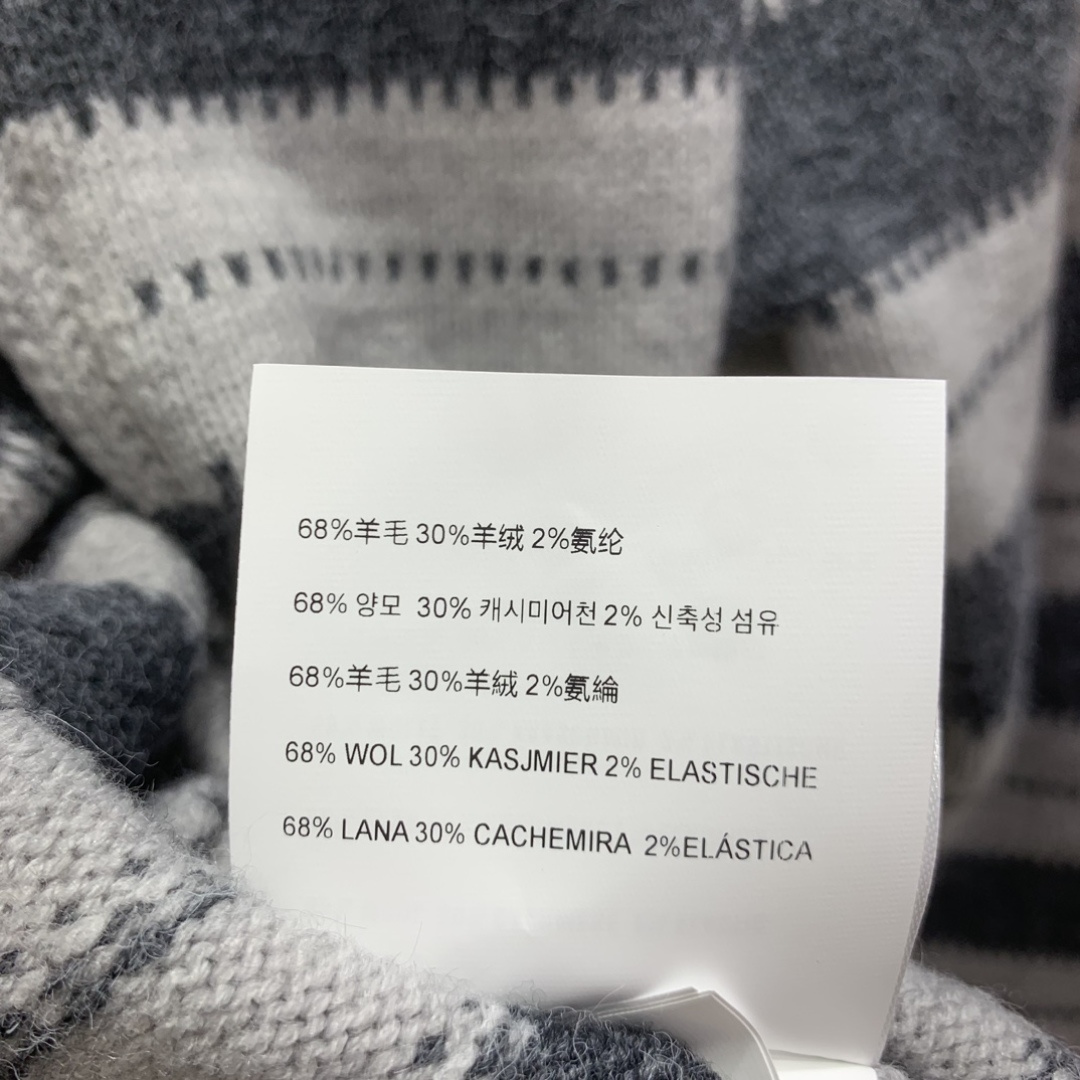 68%羊毛 30%羊绒 2%氨纶
68% 양모 30% 캐시미어천 2% 신축성 섬유
68%羊毛 30%羊絨 2%氨綸
68% WOL 30% KASJMIER 2% ELASTISCHE
68% LANA 30% CACHEMIRA 2%ELÁSTICA